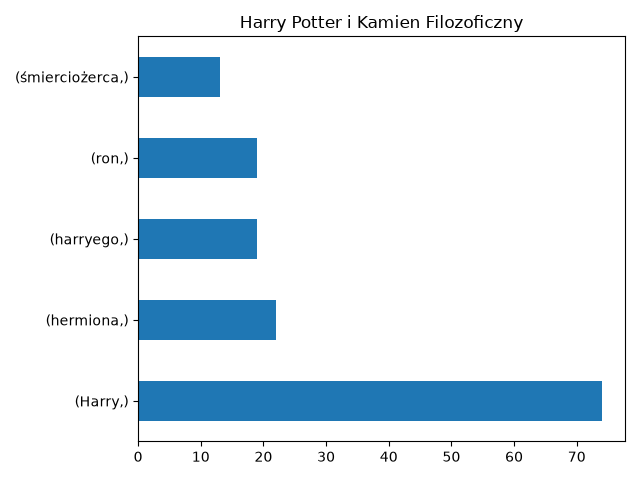 Harry Potter i Kamien Filozoficzny
(śmierciożerca,)
(ron,)
(harryego,)
(hermiona,)
(Harry,)
0 10 20 30 40 50 60 70